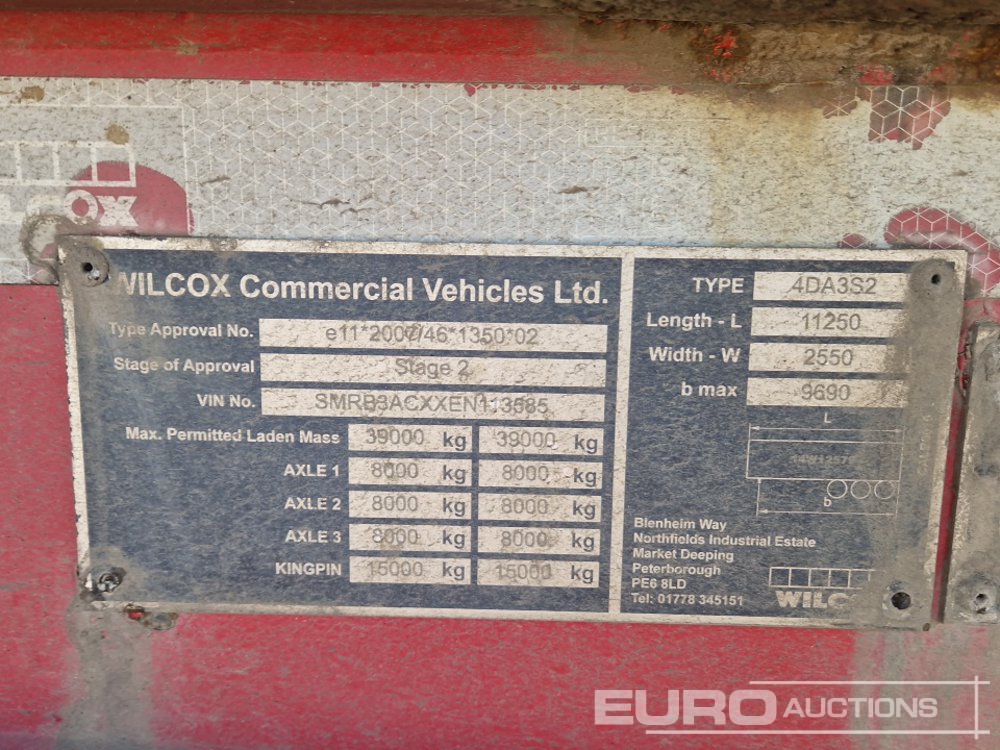 cox
WILCOX Commercial Vehicles Ltd.
Type Approval No. e11*2007/46*1350*02
Stage of Approval Stage 2
VIN No. SMRB3ACXXEN113585
Max. Permitted Laden Mass 39000 kg 39000 kg
AXLE 1 8000 kg 8000 kg
AXLE 2 8000 kg 8000 kg
AXLE 3 8000 kg 8000 kg
KINGPIN 15000 kg 15000 kg
TYPE 4DA3S2
Length - L 11250
Width - W 2550
b max 9690
L
b
Blenheim Way
Northfields Industrial Estate
Market Deeping
Peterborough
PE6 8LD
Tel: 01778 345151
WILC
EURO AUCTIONS